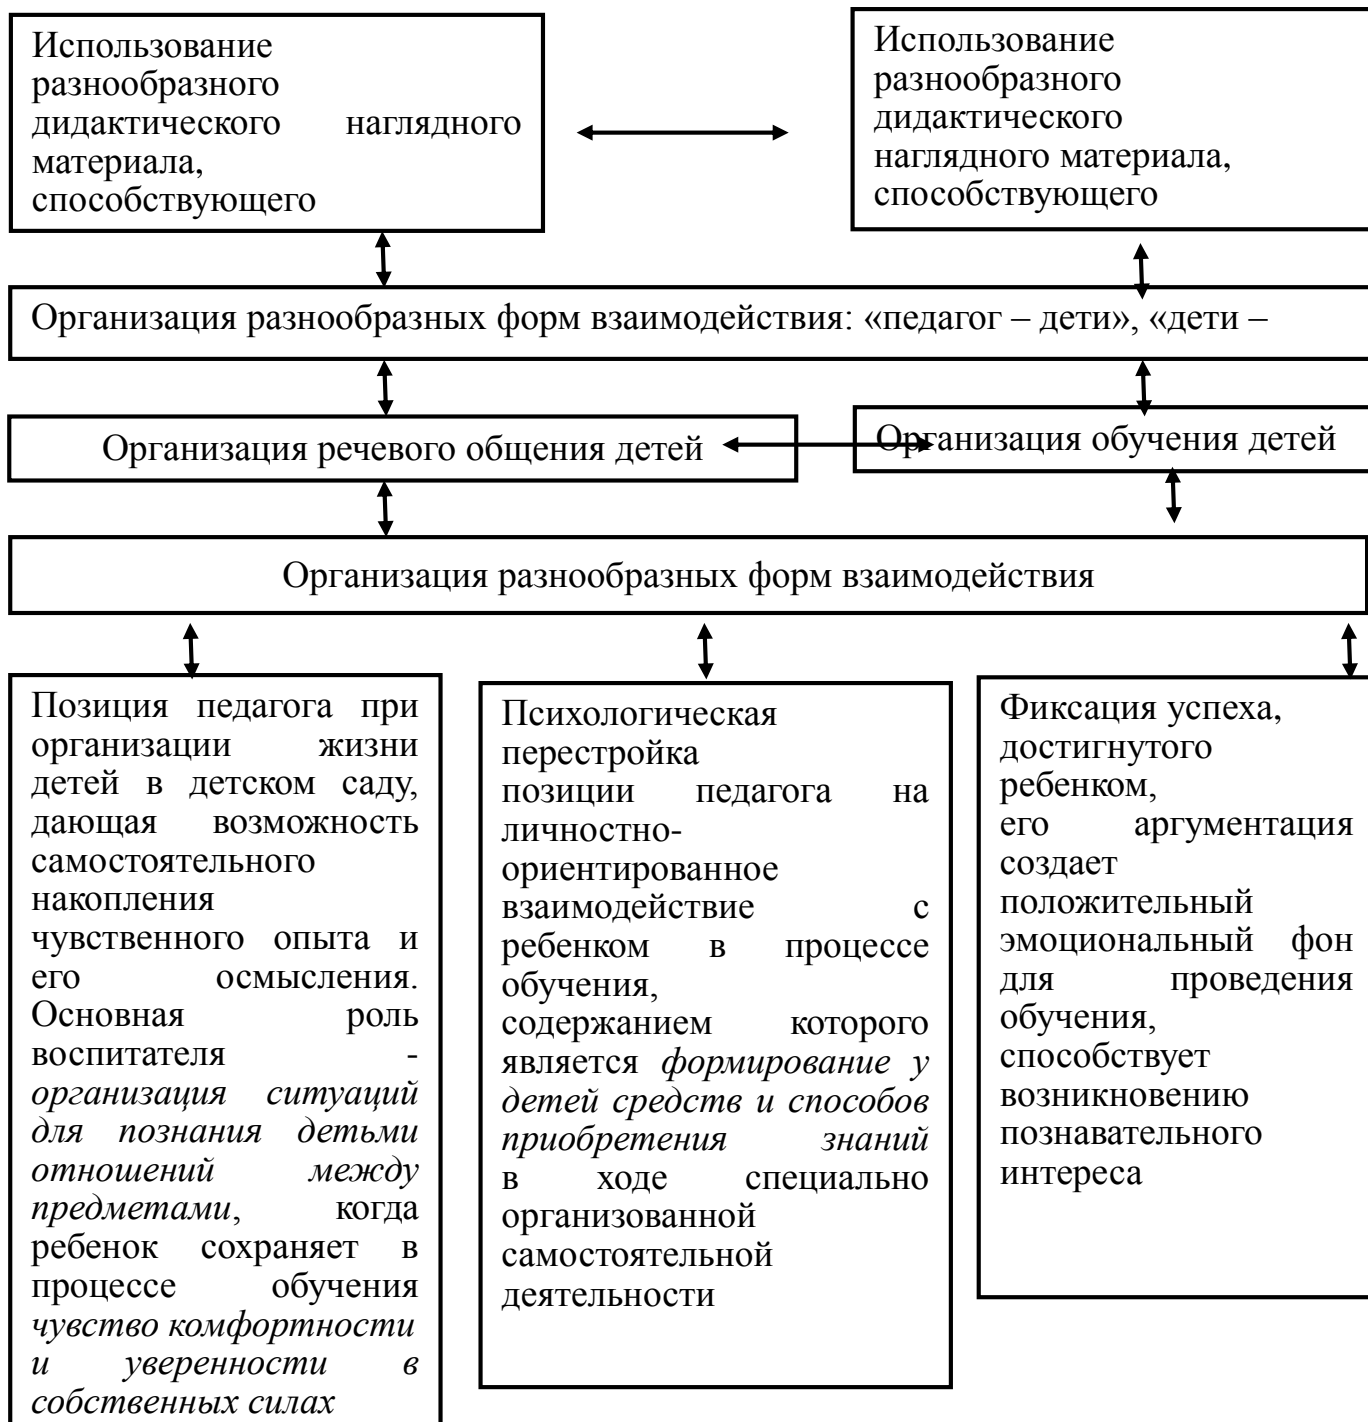 Использование
разнообразного
дидактического наглядного
материала,
способствующего
Использование
разнообразного
дидактического
наглядного материала,
способствующего
Организация разнообразных форм взаимодействия: «педагог – дети», «дети –
Организация речевого общения детей
Организация обучения детей
Организация разнообразных форм взаимодействия
Позиция педагога при
организации жизни
детей в детском саду,
дающая возможность
самостоятельного
накопления
чувственного опыта и
его осмысления.
Основная роль
воспитателя -
организация ситуаций
для познания детьми
отношений между
предметами, когда
ребенок сохраняет в
процессе обучения
чувство комфортности
и уверенности в
собственных силах
Психологическая
перестройка
позиции педагога на
личностно-
ориентированное
взаимодействие с
ребенком в процессе
обучения,
содержанием которого
является формирование у
детей средств и способов
приобретения знаний
в ходе специально
организованной
самостоятельной
деятельности
Фиксация успеха,
достигнутого
ребенком,
его аргументация
создает
положительный
эмоциональный фон
для проведения
обучения,
способствует
возникновению
познавательного
интереса